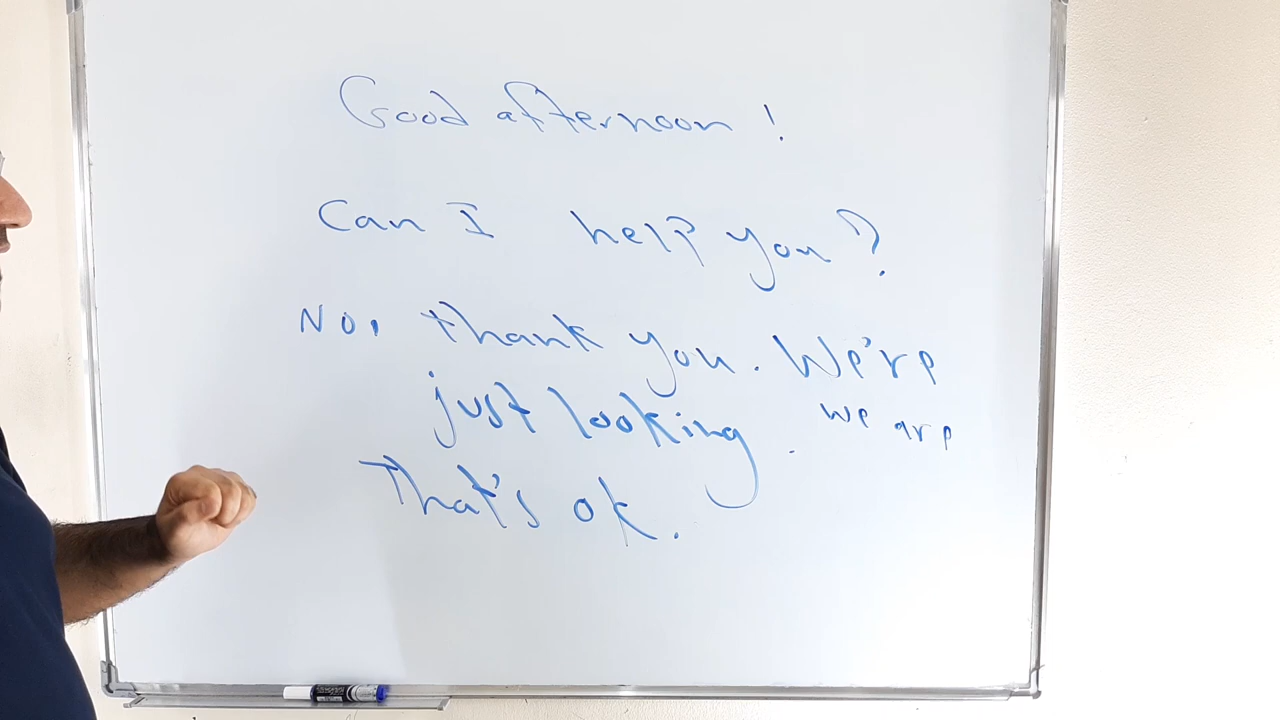 Good afternoon!
Can I help you?
No, thank you. We're
just looking. we are
That's ok.